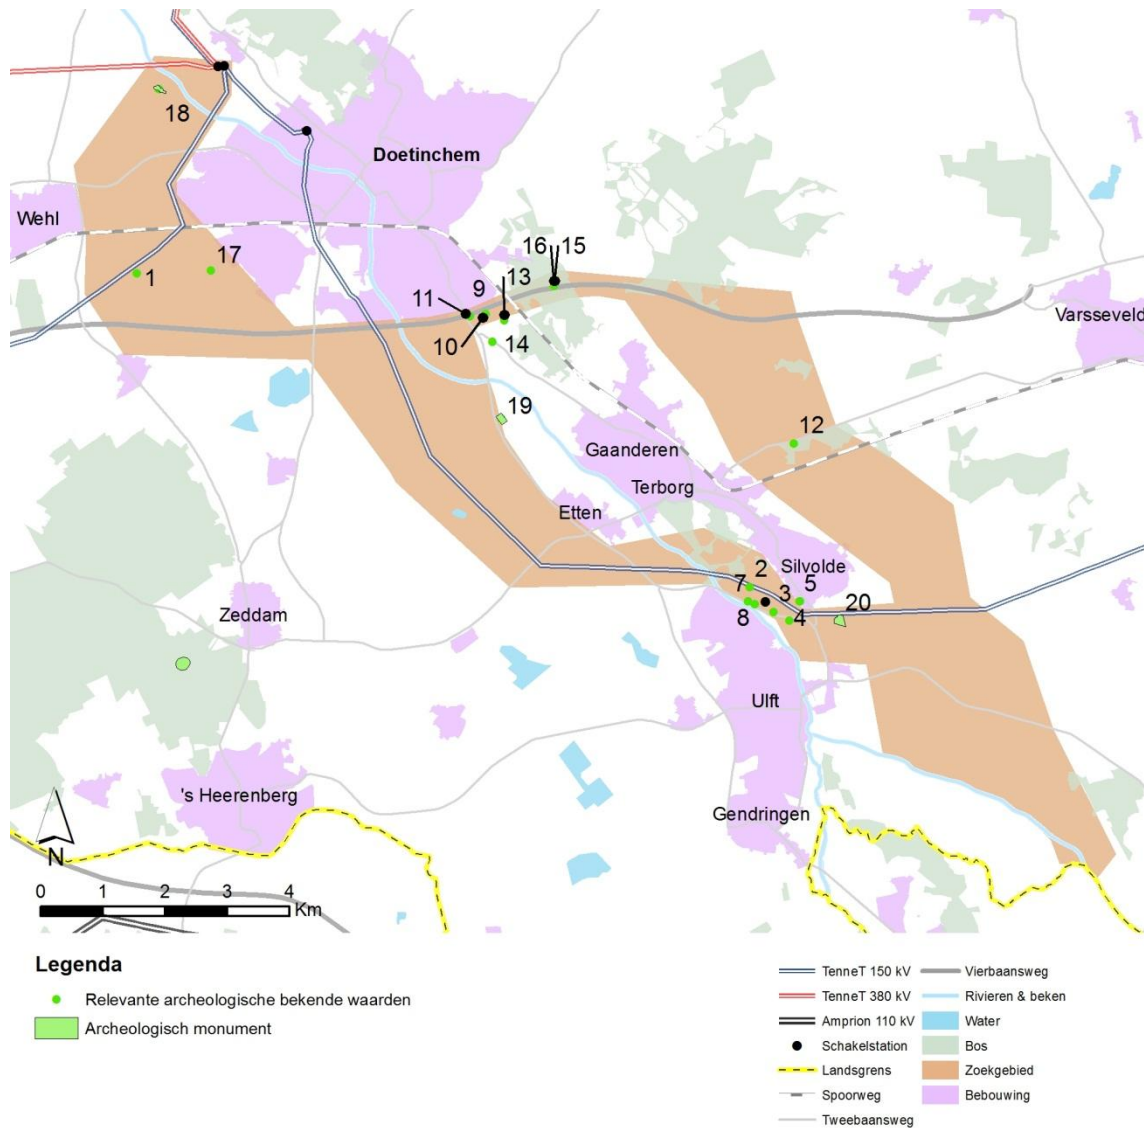 18
Doetinchem
Wehl
16 15
17
1
13
9
11
Varsseveld
10
14
19
12
Gaanderen
Terborg
Etten
2
Silvolde
7
3
5
8
4
20
Zeddam
Ulft
's Heerenberg
Gendringen
N
0 1 2 3 4
Km
Legenda
Relevante archeologische bekende waarden
Archeologisch monument
TenneT 150 kV
TenneT 380 kV
Amprion 110 kV
Schakelstation
Landsgrens
Spoorweg
Tweebaansweg
Vierbaansweg
Rivieren & beken
Water
Bos
Zoekgebied
Bebouwing